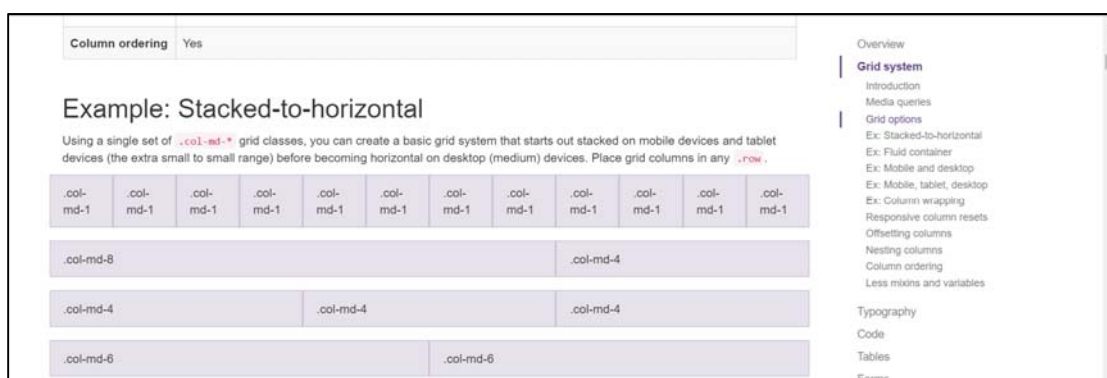 Column ordering Yes
Example: Stacked-to-horizontal
Using a single set of .col-md-* grid classes, you can create a basic grid system that starts out stacked on mobile devices and tablet
devices (the extra small to small range) before becoming horizontal on desktop (medium) devices. Place grid columns in any .row.
.col- .col- .col- .col- .col- .col- .col- .col- .col- .col- .col- .col-
md-1 md-1 md-1 md-1 md-1 md-1 md-1 md-1 md-1 md-1 md-1 md-1
.col-md-8 .col-md-4
.col-md-4 .col-md-4 .col-md-4
.col-md-6 .col-md-6
Overview
Grid system
Introduction
Media queries
Grid options
Ex: Stacked-to-horizontal
Ex: Fluid container
Ex: Mobile and desktop
Ex: Mobile, tablet, desktop
Ex: Column wrapping
Responsive column resets
Offsetting columns
Nesting columns
Column ordering
Less mixins and variables
Typography
Code
Tables